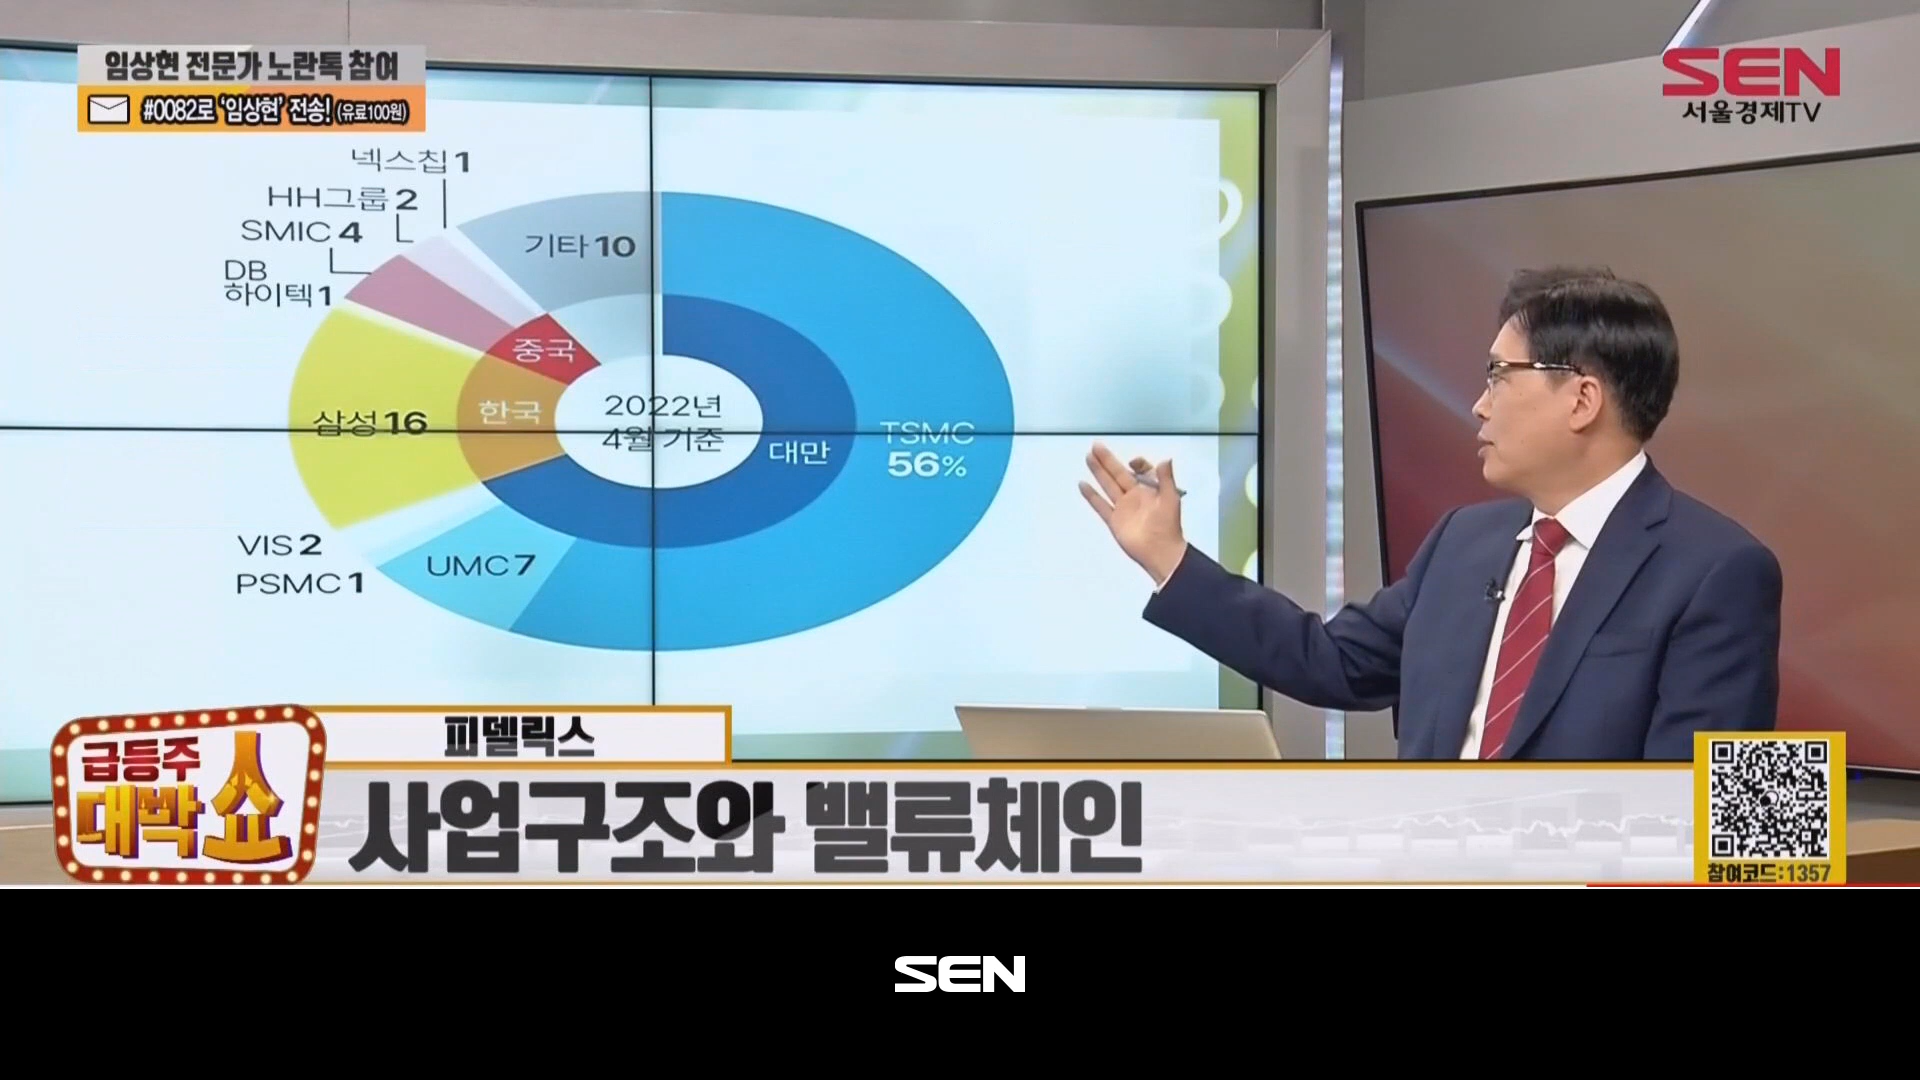 임상현 전문가 노란톡 참여
#0082로 '임상현' 전송! (유료100원)
SEN
서울경제TV
넥스칩 1
HH그룹 2
SMIC 4
DB
하이텍 1
기타 10
중국
한국
삼성 16
2022년
4월 기준
대만
TSMC
56%
VIS 2
PSMC 1
UMC 7
급등주
대박쇼
피델릭스
사업구조와 밸류체인
참여코드:1357
SEN